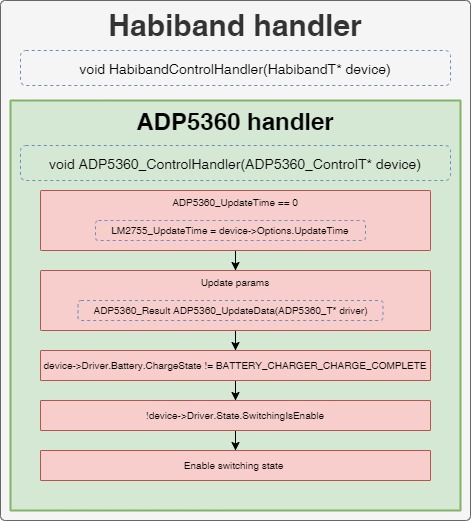 Habiband handler
void HabibandControlHandler(HabibandT* device)
ADP5360 handler
void ADP5360_ControlHandler(ADP5360_ControlT* device)
ADP5360_UpdateTime == 0
LM2755_UpdateTime = device->Options.UpdateTime
Update params
ADP5360_Result ADP5360_UpdateData(ADP5360_T* driver)
device->Driver.Battery.ChargeState != BATTERY_CHARGER_CHARGE_COMPLETE
!device->Driver.State.SwitchingIsEnable
Enable switching state